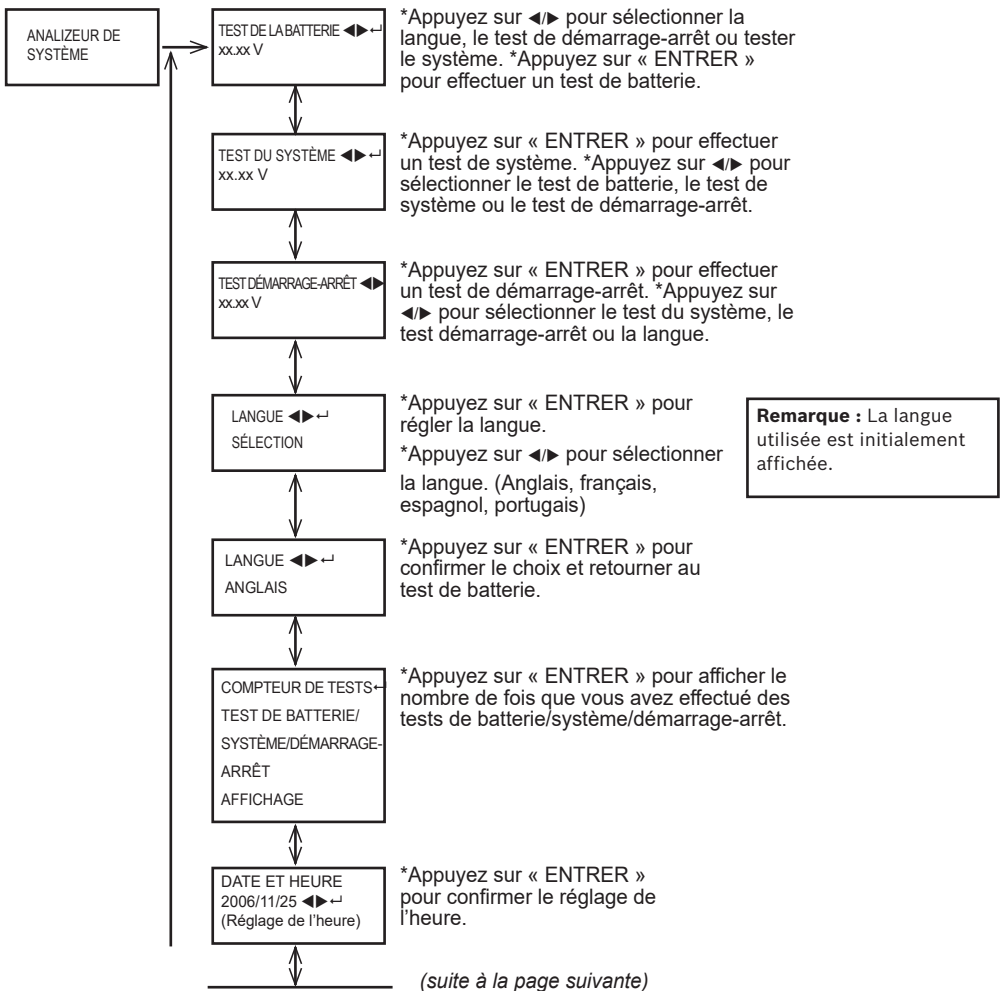 ANALIZEUR DE
SYSTÈME
TEST DE LA BATTERIE ◀▶ ↵
xx.xx V
*Appuyez sur ◀/▶ pour sélectionner la
langue, le test de démarrage-arrêt ou tester
le système. *Appuyez sur « ENTRER »
pour effectuer un test de batterie.
TEST DU SYSTÈME ◀▶ ↵
xx.xx V
*Appuyez sur « ENTRER » pour effectuer
un test de système. *Appuyez sur ◀/▶ pour
sélectionner le test de batterie, le test de
système ou le test de démarrage-arrêt.
TEST DÉMARRAGE-ARRÊT ◀▶
xx.xx V
*Appuyez sur « ENTRER » pour effectuer
un test de démarrage-arrêt. *Appuyez sur
◀/▶ pour sélectionner le test du système, le
test démarrage-arrêt ou la langue.
LANGUE ◀▶ ↵
SÉLECTION
*Appuyez sur « ENTRER » pour
régler la langue.
*Appuyez sur ◀/▶ pour sélectionner
la langue. (Anglais, français,
espagnol, portugais)
Remarque : La langue
utilisée est initialement
affichée.
LANGUE ◀▶ ↵
ANGLAIS
*Appuyez sur « ENTRER » pour
confirmer le choix et retourner au
test de batterie.
COMPTEUR DE TESTS ↵
TEST DE BATTERIE/
SYSTÈME/DÉMARRAGE-
ARRÊT
AFFICHAGE
*Appuyez sur « ENTRER » pour afficher le
nombre de fois que vous avez effectué des
tests de batterie/système/démarrage-arrêt.
DATE ET HEURE
2006/11/25 ◀▶ ↵
(Réglage de l'heure)
*Appuyez sur « ENTRER »
pour confirmer le réglage de
l'heure.
(suite à la page suivante)